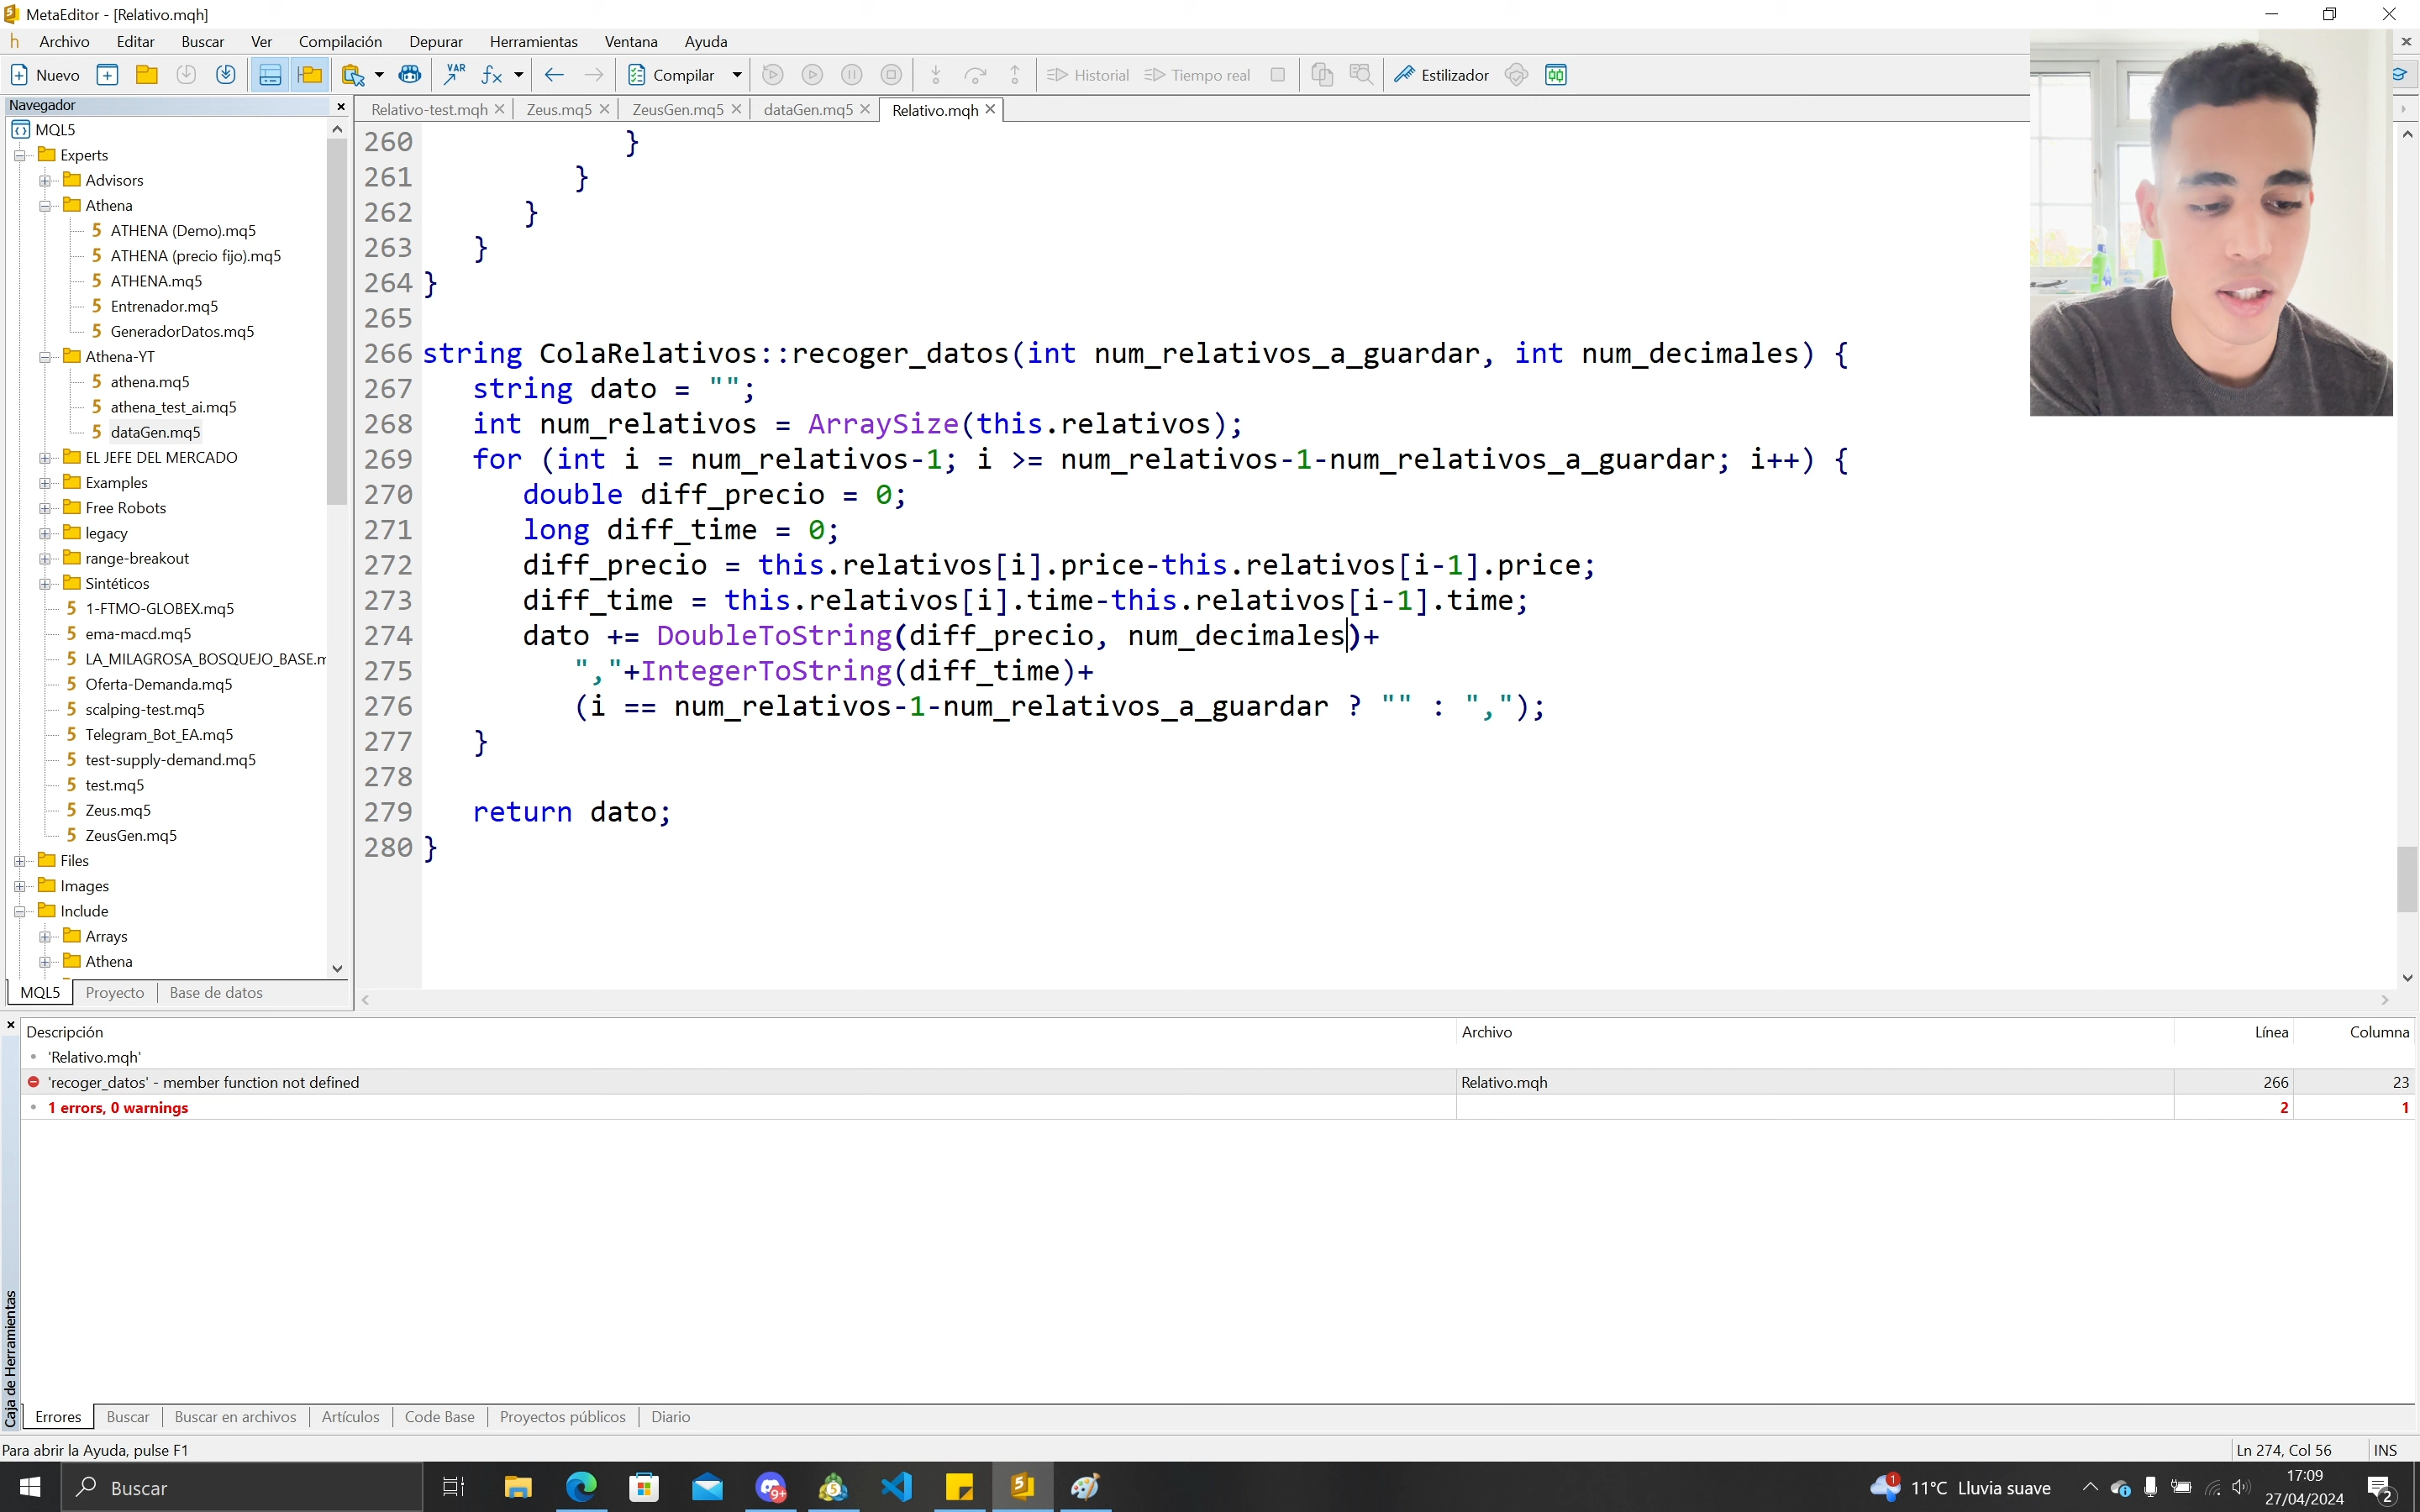 MetaEditor - [Relativo.mqh]
Archivo Editar Buscar Ver Compilación Depurar Herramientas Ventana Ayuda
Nuevo VAR fx Compilar Historial Tiempo real Estilizador
Navegador
MQL5
Experts
Advisors
Athena
ATHENA (Demo).mq5
ATHENA (precio fijo).mq5
ATHENA.mq5
Entrenador.mq5
GeneradorDatos.mq5
Athena-YT
athena.mq5
athena_test_ai.mq5
dataGen.mq5
EL JEFE DEL MERCADO
Examples
Free Robots
legacy
range-breakout
Sintéticos
1-FTMO-GLOBEX.mq5
ema-macd.mq5
LA_MILAGROSA_BOSQUEJO_BASE.m
Oferta-Demanda.mq5
scalping-test.mq5
Telegram_Bot_EA.mq5
test-supply-demand.mq5
test.mq5
Zeus.mq5
ZeusGen.mq5
Files
Images
Include
Arrays
Athena
MQL5 Proyecto Base de datos
Relativo-test.mqh Zeus.mq5 ZeusGen.mq5 dataGen.mq5 Relativo.mqh
260 }
261 }
262 }
263 }
264 }
265
266 string ColaRelativos::recoger_datos(int num_relativos_a_guardar, int num_decimales) {
267 string dato = "";
268 int num_relativos = ArraySize(this.relativos);
269 for (int i = num_relativos-1; i >= num_relativos-1-num_relativos_a_guardar; i++) {
270 double diff_precio = 0;
271 long diff_time = 0;
272 diff_precio = this.relativos[i].price-this.relativos[i-1].price;
273 diff_time = this.relativos[i].time-this.relativos[i-1].time;
274 dato += DoubleToString(diff_precio, num_decimales)+
275 ","+IntegerToString(diff_time)+
276 (i == num_relativos-1-num_relativos_a_guardar ? "" : ",");
277 }
278
279 return dato;
280 }
Descripción Archivo Línea Columna
'Relativo.mqh'
'recoger_datos' - member function not defined Relativo.mqh 266 23
1 errors, 0 warnings 2 1
Caja de Herramientas
Errores Buscar Buscar en archivos Artículos Code Base Proyectos públicos Diario
Para abrir la Ayuda, pulse F1 Ln 274, Col 56 INS
Buscar 9+ 1 11°C Lluvia suave 17:09
27/04/2024 2